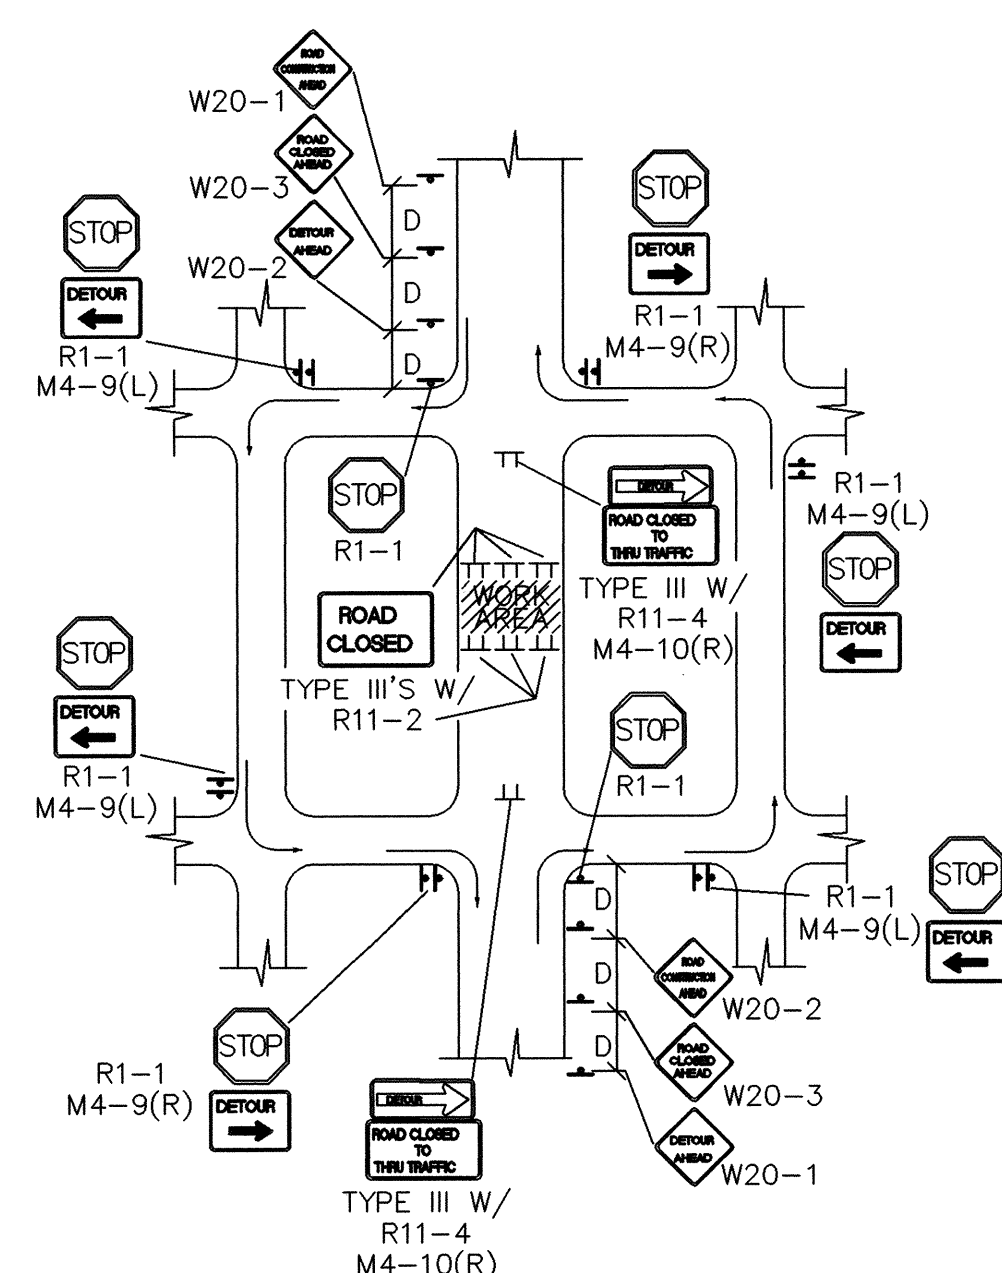 ROAD
CONSTRUCTION
AHEAD
W20-1
ROAD
CLOSED
AHEAD
W20-3
DETOUR
AHEAD
W20-2
D
D
D
STOP
DETOUR
R1-1
M4-9(L)
STOP
DETOUR
R1-1
M4-9(R)
STOP
R1-1
DETOUR
ROAD CLOSED
TO
THRU TRAFFIC
TYPE III W/
R11-4
M4-10(R)
R1-1
M4-9(L)
STOP
DETOUR
WORK
AREA
ROAD
CLOSED
TYPE III'S W/
R11-2
STOP
DETOUR
R1-1
M4-9(L)
STOP
R1-1
D
D
D
R1-1
M4-9(L)
STOP
DETOUR
ROAD
CONSTRUCTION
AHEAD
W20-2
ROAD
CLOSED
AHEAD
W20-3
DETOUR
AHEAD
W20-1
STOP
R1-1
M4-9(R)
DETOUR
DETOUR
ROAD CLOSED
TO
THRU TRAFFIC
TYPE III W/
R11-4
M4-10(R)